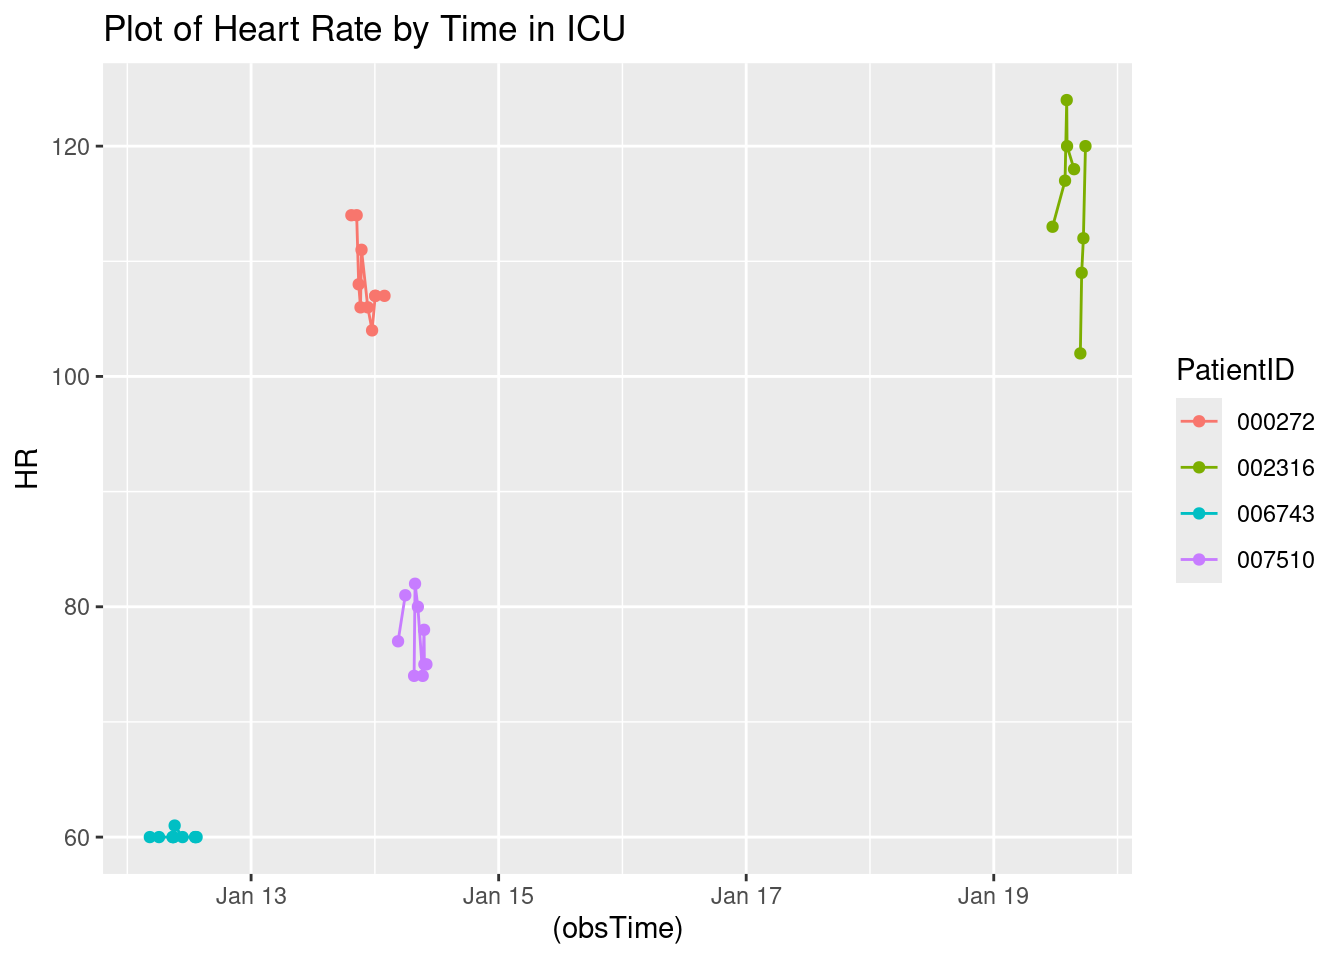 Plot of Heart Rate by Time in ICU
120
100
80
60
HR
Jan 13
Jan 15
Jan 17
Jan 19
(obsTime)
PatientID
000272
002316
006743
007510